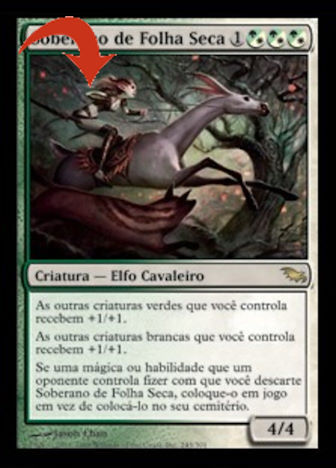 Soberano de Folha Seca 1
Criatura — Elfo Cavaleiro
As outras criaturas verdes que você controla
recebem +1/+1.
As outras criaturas brancas que você controla
recebem +1/+1.
Se uma mágica ou habilidade que um
oponente controla fizer com que você descarte
Soberano de Folha Seca, coloque-o em jogo
em vez de colocá-lo no seu cemitério.
4/4
Jason Chan